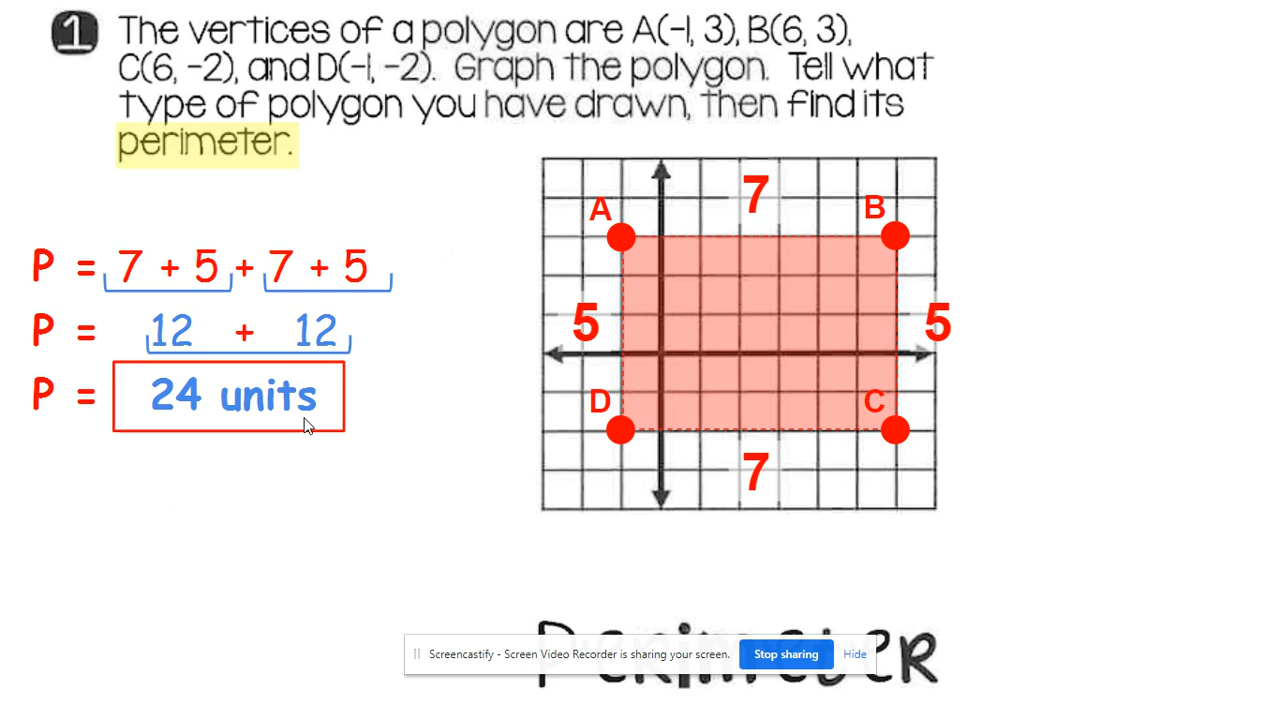 1 The vertices of a polygon are A(-1, 3), B(6, 3),
C(6, -2), and D(-1, -2). Graph the polygon. Tell what
type of polygon you have drawn, then find its
perimeter.
P = 7 + 5 + 7 + 5
P = 12 + 12
P = 24 units
7
A
B
5
5
D
C
7
PERiMETER
Screencastify - Screen Video Recorder is sharing your screen.
Stop sharing
Hide